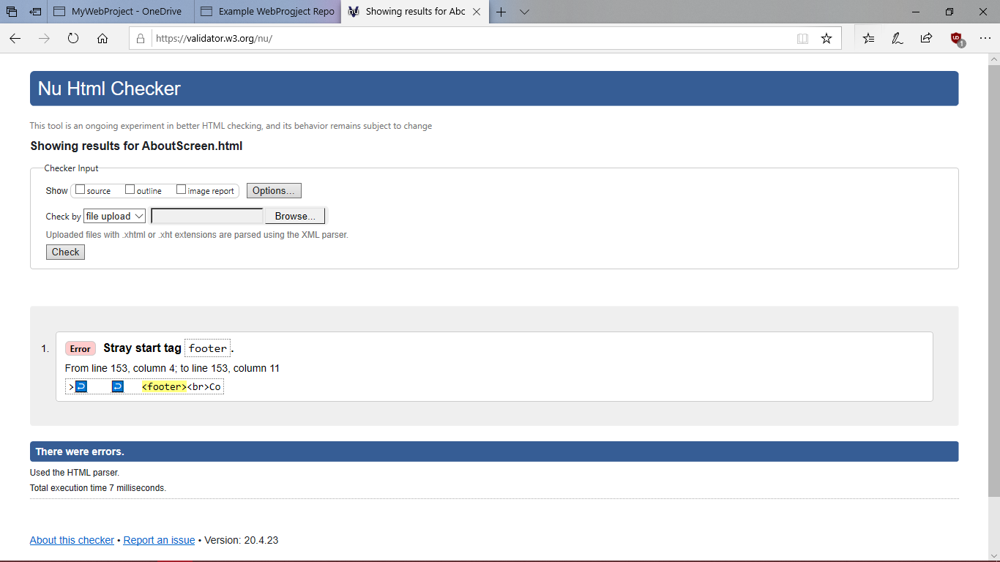 MyWebProject - OneDrive
Example WebProgject Repo
Showing results for Abc
https://validator.w3.org/nu/
1
Nu Html Checker
This tool is an ongoing experiment in better HTML checking, and its behavior remains subject to change
Showing results for AboutScreen.html
Checker Input
Show source outline image report Options...
Check by file upload Browse...
Uploaded files with .xhtml or .xht extensions are parsed using the XML parser.
Check
1. Error Stray start tag footer.
From line 153, column 4; to line 153, column 11
>↩ ↩ <footer><br>Co
There were errors.
Used the HTML parser.
Total execution time 7 milliseconds.
About this checker • Report an issue • Version: 20.4.23